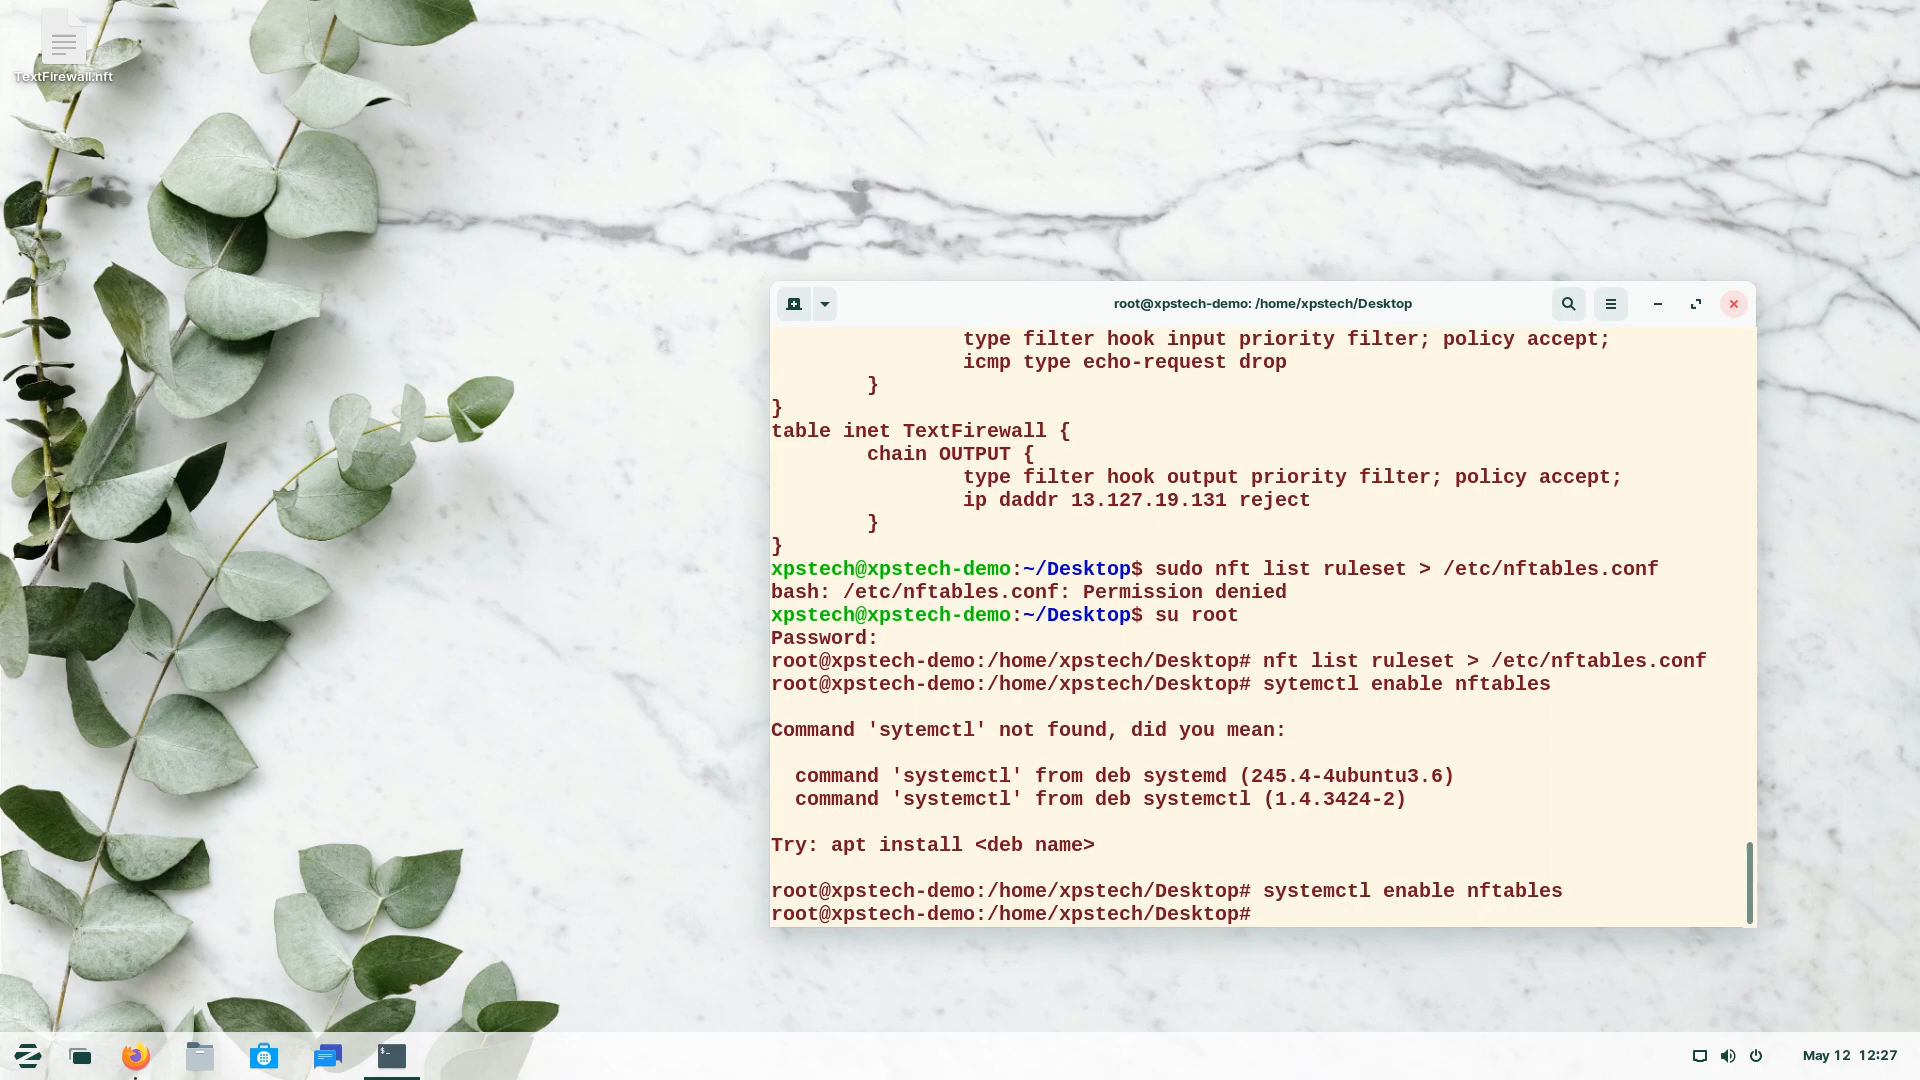 TextFirewall.nft
root@xpstech-demo: /home/xpstech/Desktop
type filter hook input priority filter; policy accept;
icmp type echo-request drop
}
}
table inet TextFirewall {
chain OUTPUT {
type filter hook output priority filter; policy accept;
ip daddr 13.127.19.131 reject
}
}
xpstech@xpstech-demo:~/Desktop$ sudo nft list ruleset > /etc/nftables.conf
bash: /etc/nftables.conf: Permission denied
xpstech@xpstech-demo:~/Desktop$ su root
Password:
root@xpstech-demo:/home/xpstech/Desktop# nft list ruleset > /etc/nftables.conf
root@xpstech-demo:/home/xpstech/Desktop# sytemctl enable nftables
Command 'sytemctl' not found, did you mean:
command 'systemctl' from deb systemd (245.4-4ubuntu3.6)
command 'systemctl' from deb systemctl (1.4.3424-2)
Try: apt install <deb name>
root@xpstech-demo:/home/xpstech/Desktop# systemctl enable nftables
root@xpstech-demo:/home/xpstech/Desktop#
May 12 12:27